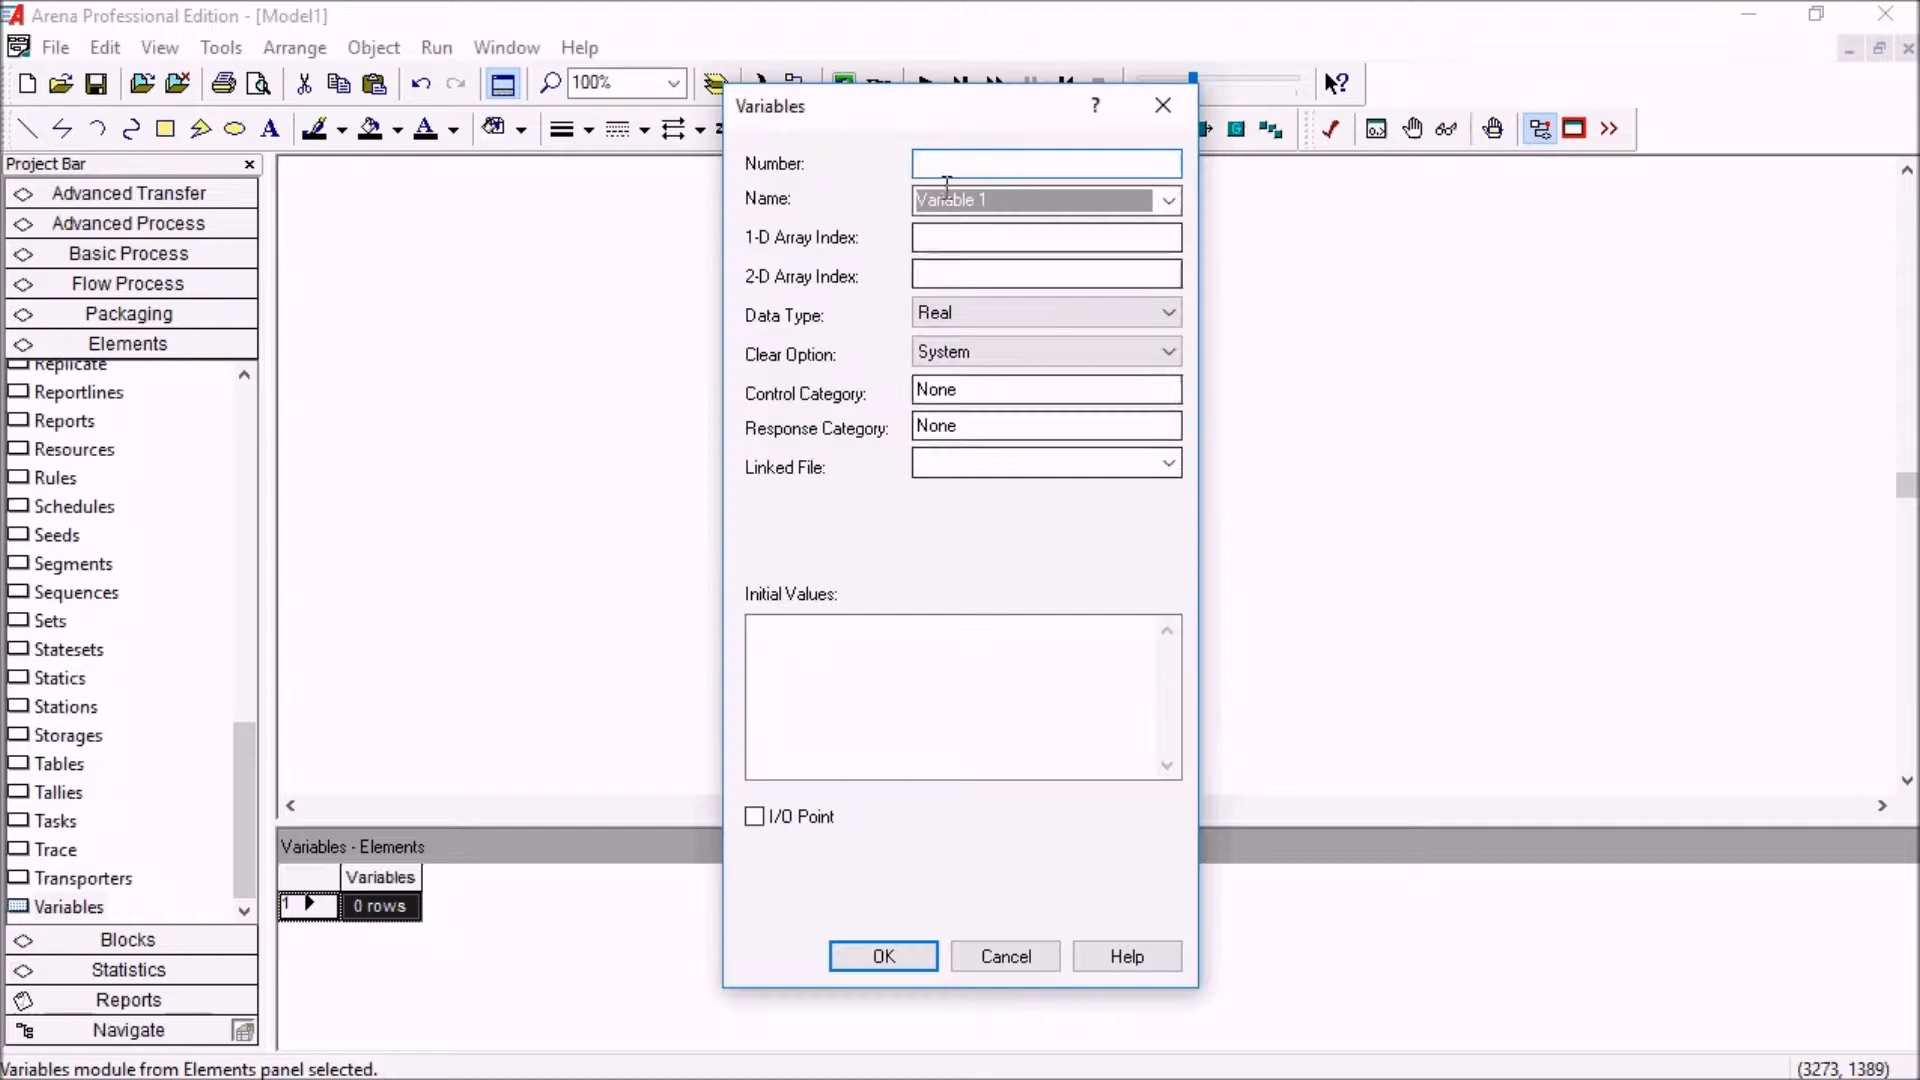 Arena Professional Edition - [Model1]
File Edit View Tools Arrange Object Run Window Help
100%
Project Bar
Advanced Transfer
Advanced Process
Basic Process
Flow Process
Packaging
Elements
Replicate
Reportlines
Reports
Resources
Rules
Schedules
Seeds
Segments
Sequences
Sets
Statesets
Statics
Stations
Storages
Tables
Tallies
Tasks
Trace
Transporters
Variables
Blocks
Statistics
Reports
Navigate
Variables
Number:
Name: Variable 1
1-D Array Index:
2-D Array Index:
Data Type: Real
Clear Option: System
Control Category: None
Response Category: None
Linked File:
Initial Values:
I/O Point
OK Cancel Help
Variables - Elements
Variables
1 0 rows
Variables module from Elements panel selected.
(3273, 1389)